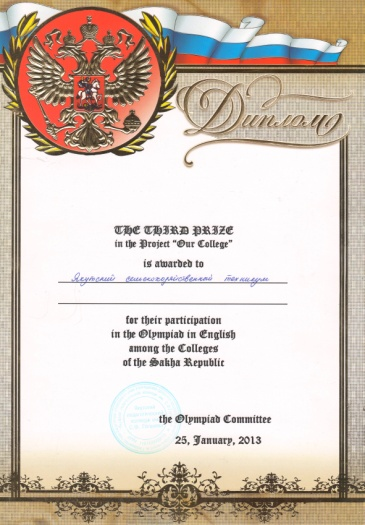 Диплом
THE THIRD PRIZE
in the Project "Our College"
is awarded to
Якутский сельскохозяйственный техникум
for their participation
in the Olympiad in English
among the Colleges
of the Sakha Republic
the Olympiad Committee
25, January, 2013